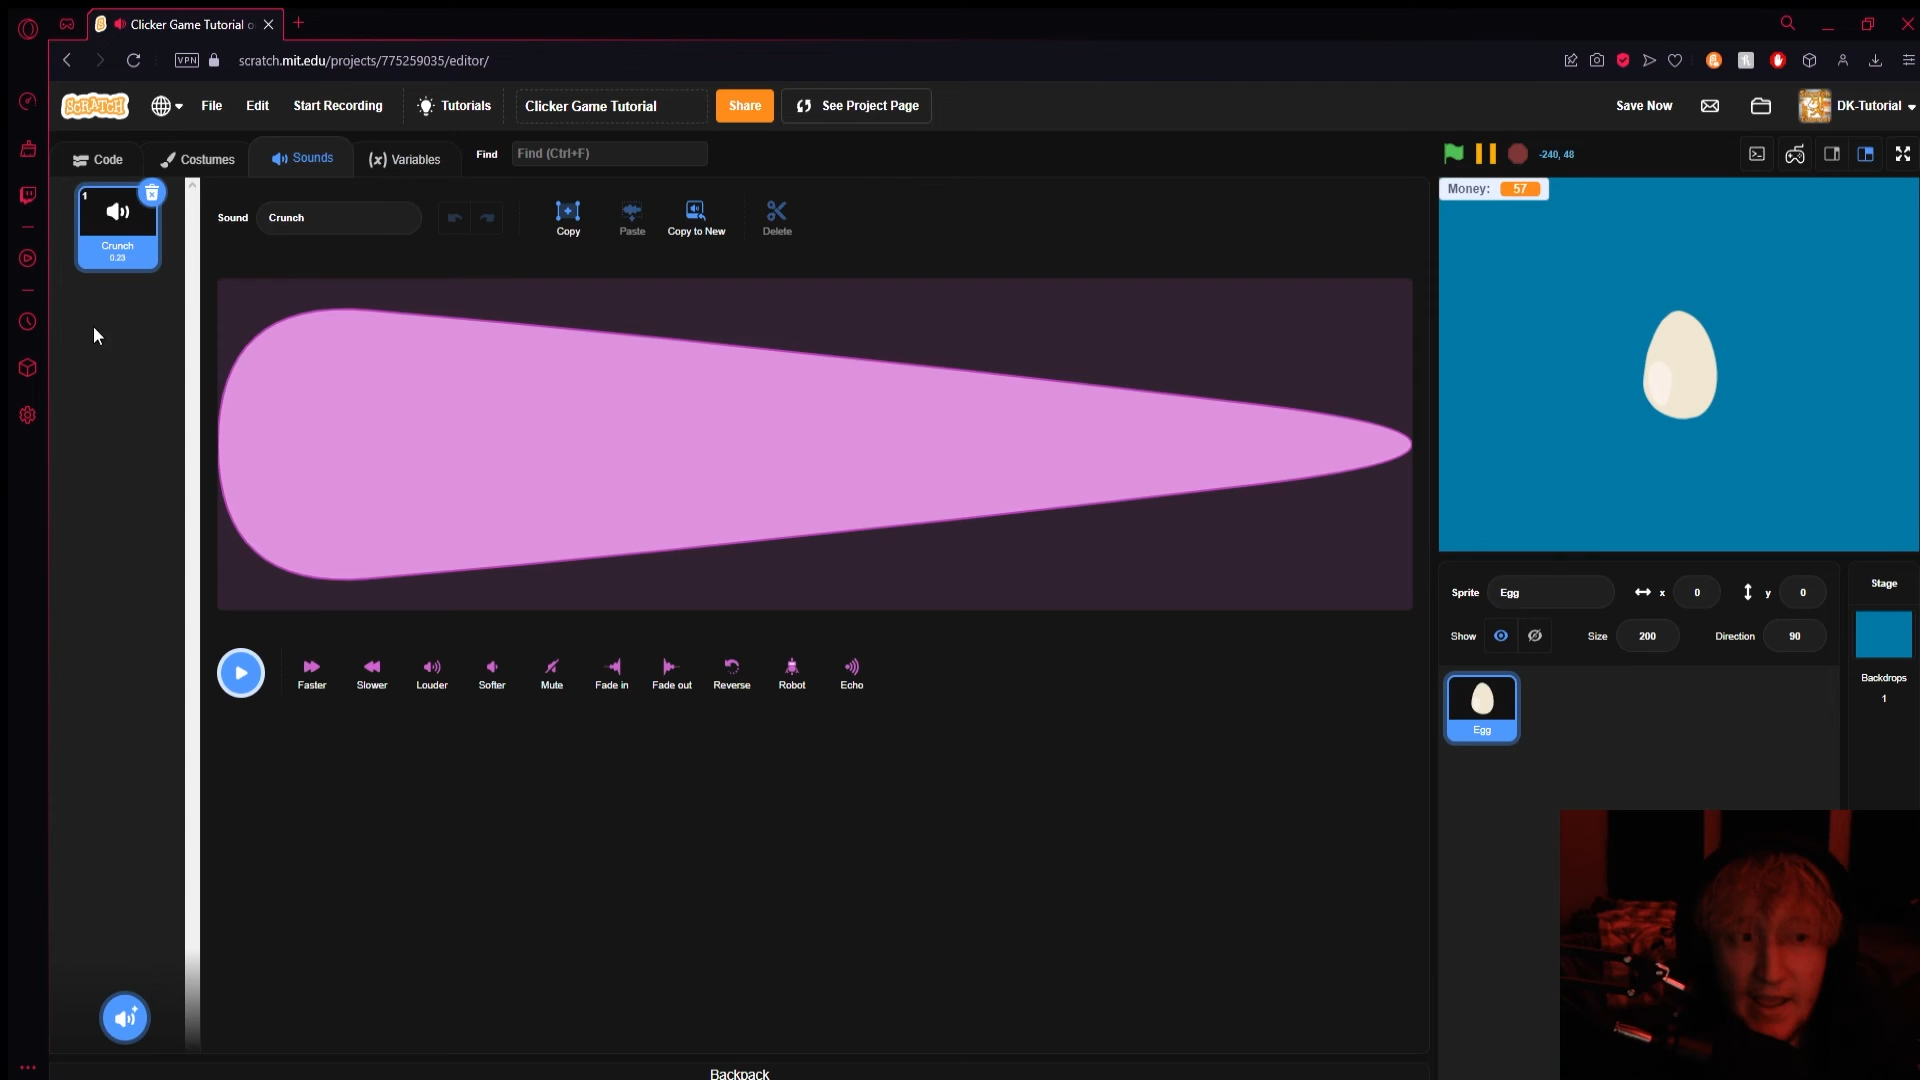 Clicker Game Tutorial o
VPN
scratch.mit.edu/projects/775259035/editor/
SCRATCH
File
Edit
Start Recording
Tutorials
Clicker Game Tutorial
Share
See Project Page
Save Now
DK-Tutorial
Code
Costumes
Sounds
(x) Variables
Find
Find (Ctrl+F)
-240, 48
1
Crunch
0.23
Sound
Crunch
Copy
Paste
Copy to New
Delete
Money: 57
Faster
Slower
Louder
Softer
Mute
Fade in
Fade out
Reverse
Robot
Echo
Sprite
Egg
x
0
y
0
Show
Size
200
Direction
90
Egg
Stage
Backdrops
1
Backpack